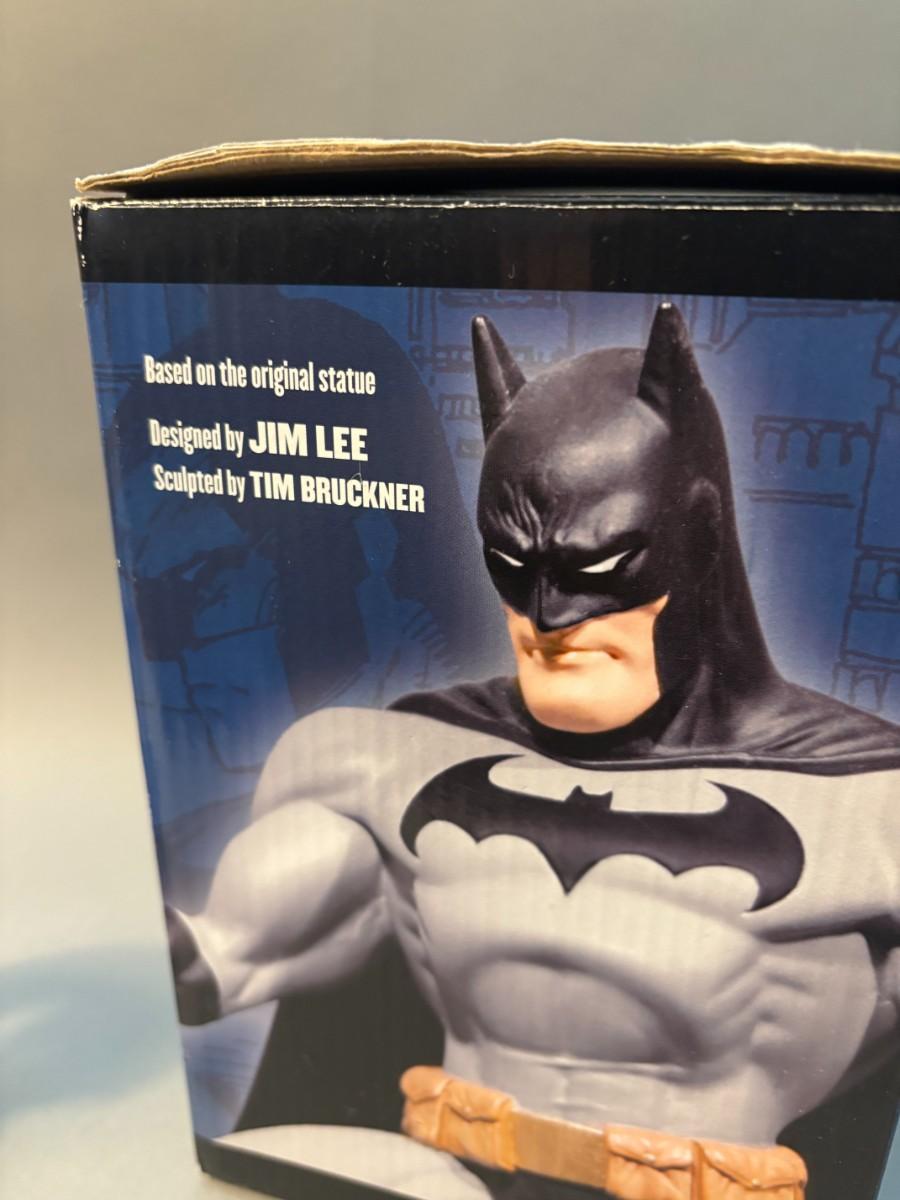 Based on the original statue
Designed by JIM LEE
Sculpted by TIM BRUCKNER